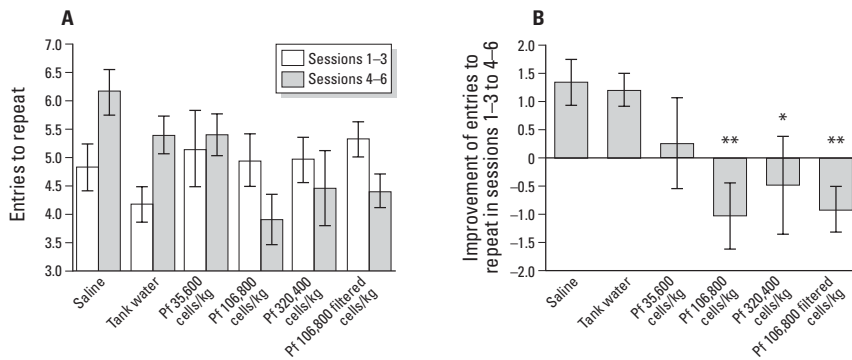 A
Entries to repeat
7.0
6.5
6.0
5.5
5.0
4.5
4.0
3.5
3.0
Sessions 1–3
Sessions 4–6
Saline
Tank water
Pf 35,600
cells/kg
Pf 106,800
cells/kg
Pf 320,400
cells/kg
Pf 106,800 filtered
cells/kg
B
Improvement of entries to
repeat in sessions 1–3 to 4–6
2.0
1.5
1.0
0.5
0
–0.5
–1.0
–1.5
–2.0
**
*
**
Saline
Tank water
Pf 35,600
cells/kg
Pf 106,800
cells/kg
Pf 320,400
cells/kg
Pf 106,800 filtered
cells/kg